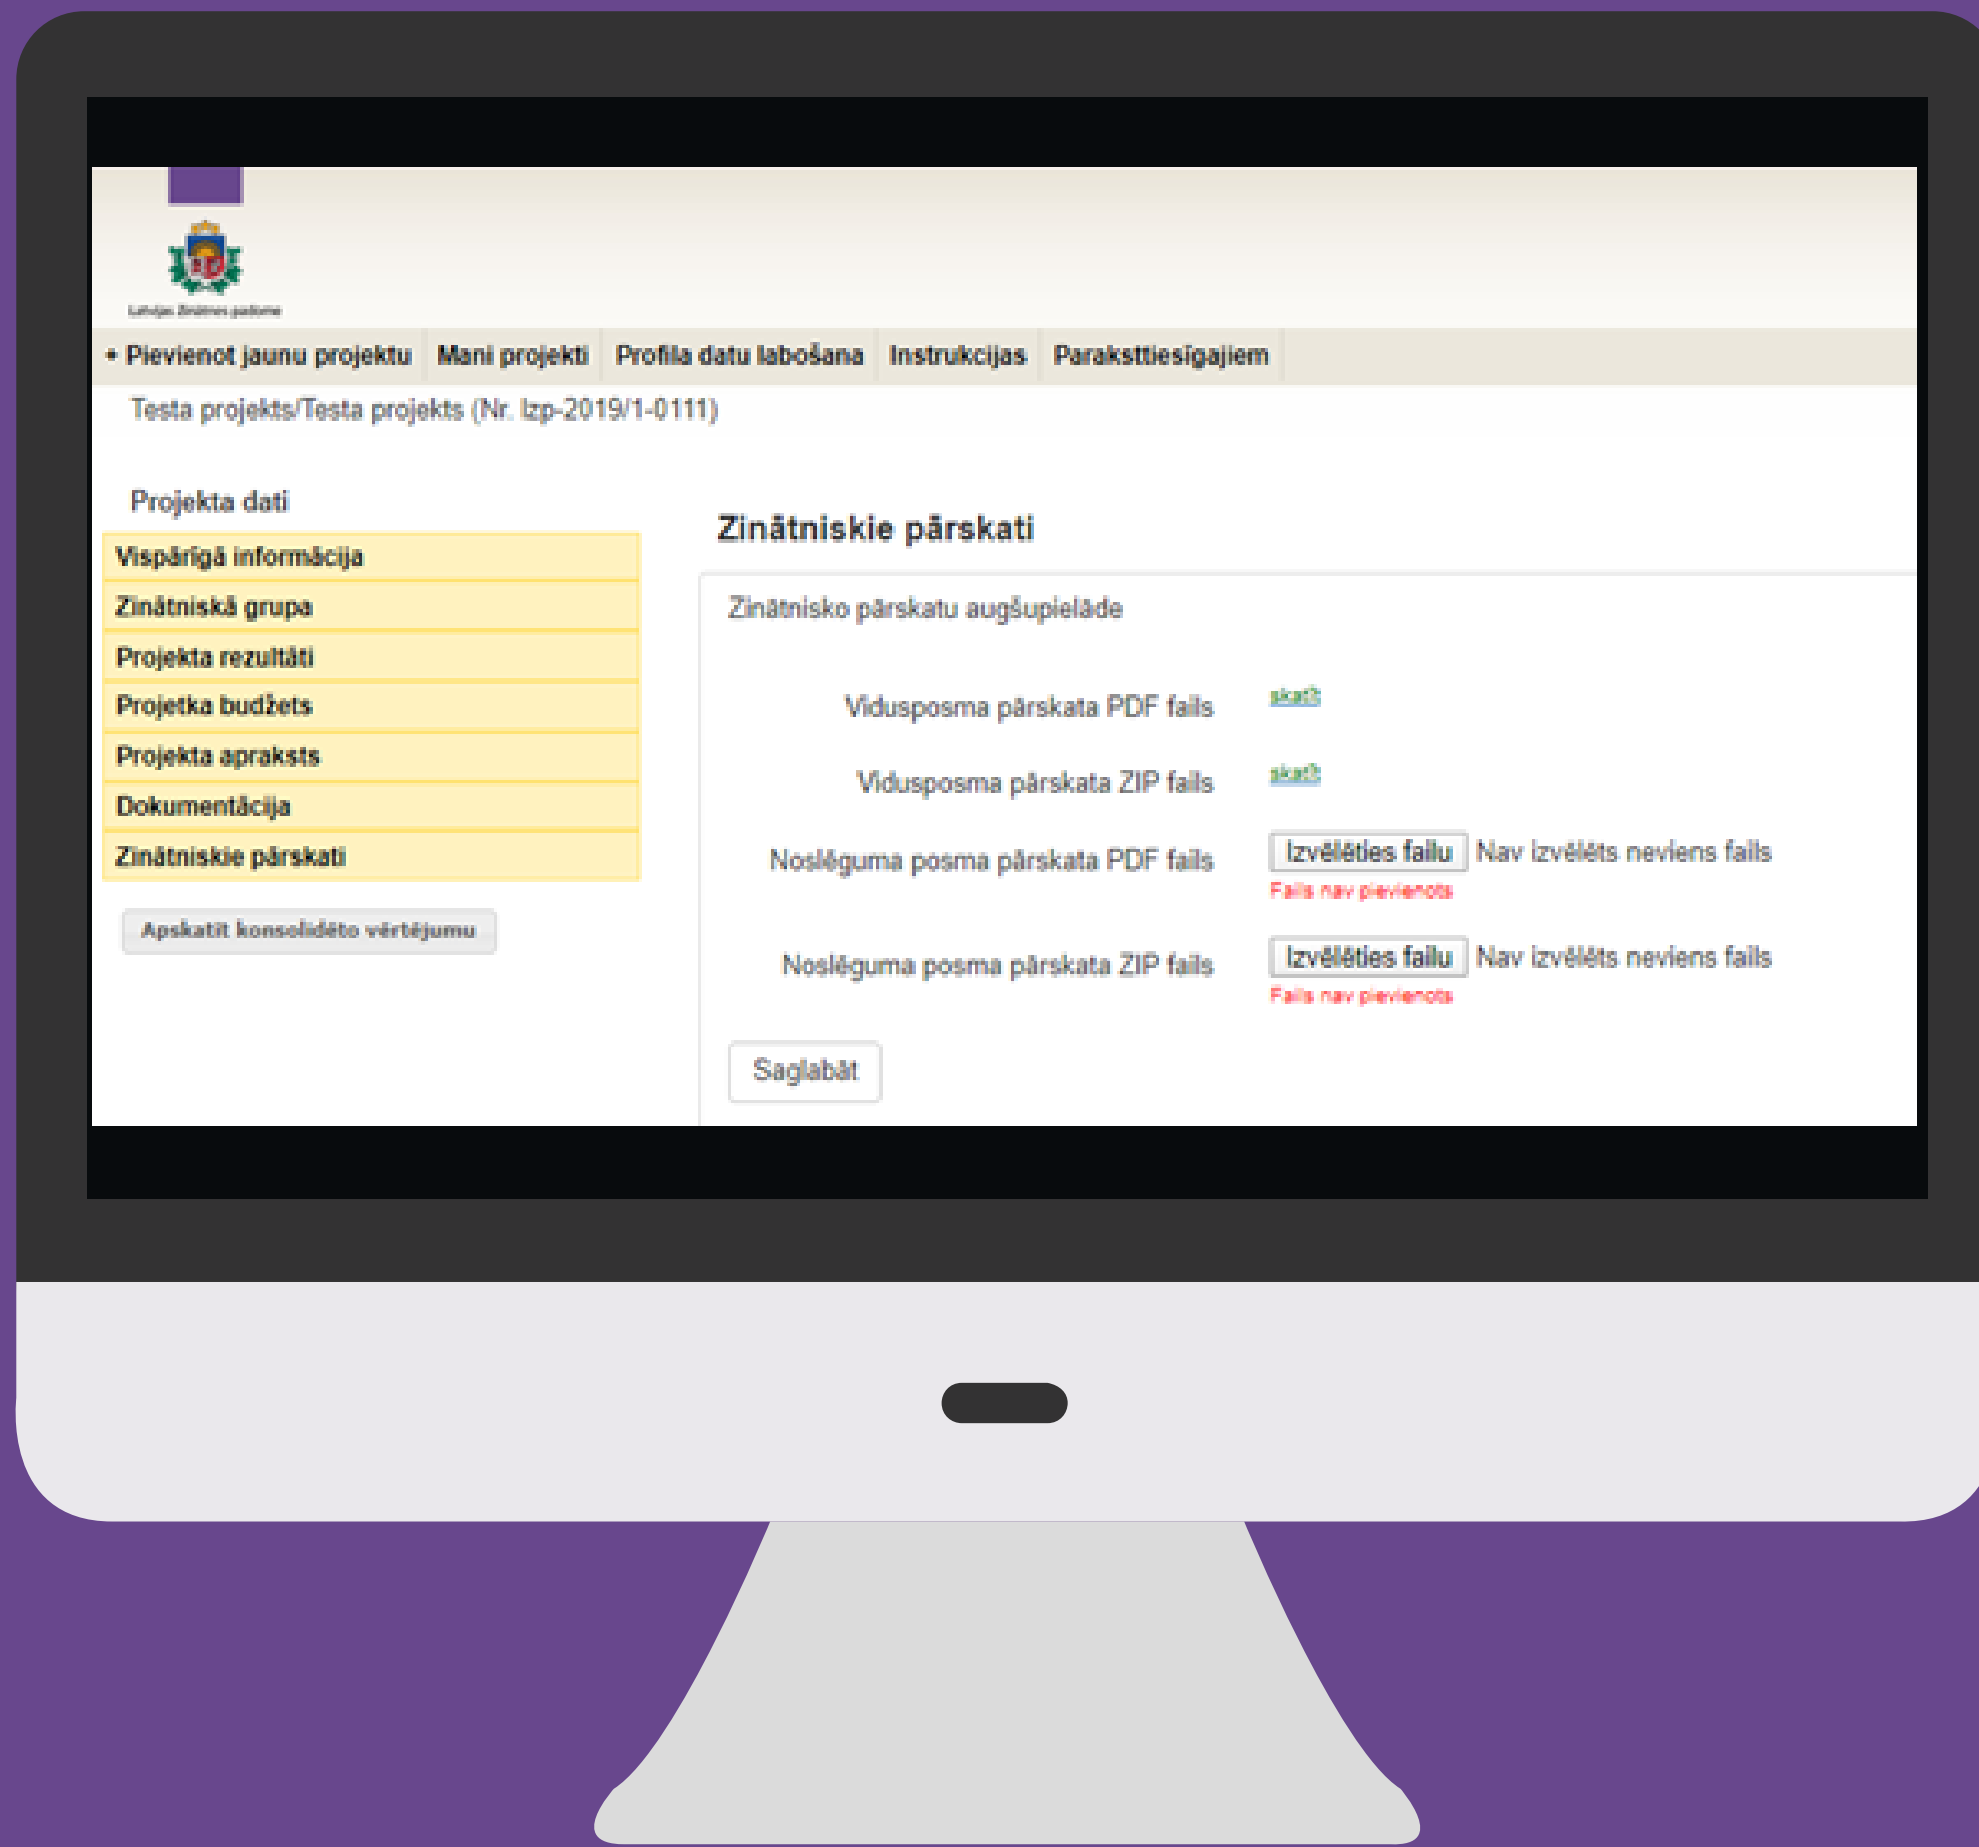 Latvijas Zinātnes padome
+ Pievienot jaunu projektu Mani projekti Profila datu labošana Instrukcijas Paraksttiesīgajiem
Testa projekts/Testa projekts (Nr. lzp-2019/1-0111)
Projekta dati
Vispārīgā informācija
Zinātniskā grupa
Projekta rezultāti
Projetka budžets
Projekta apraksts
Dokumentācija
Zinātniskie pārskati
Apskatīt konsolidēto vērtējumu
Zinātniskie pārskati
Zinātnisko pārskatu augšupielāde
Vidusposma pārskata PDF fails skatīt
Vidusposma pārskata ZIP fails skatīt
Noslēguma posma pārskata PDF fails Izvēlēties failu Nav izvēlēts neviens fails
Fails nav pievienots
Noslēguma posma pārskata ZIP fails Izvēlēties failu Nav izvēlēts neviens fails
Fails nav pievienots
Saglabāt